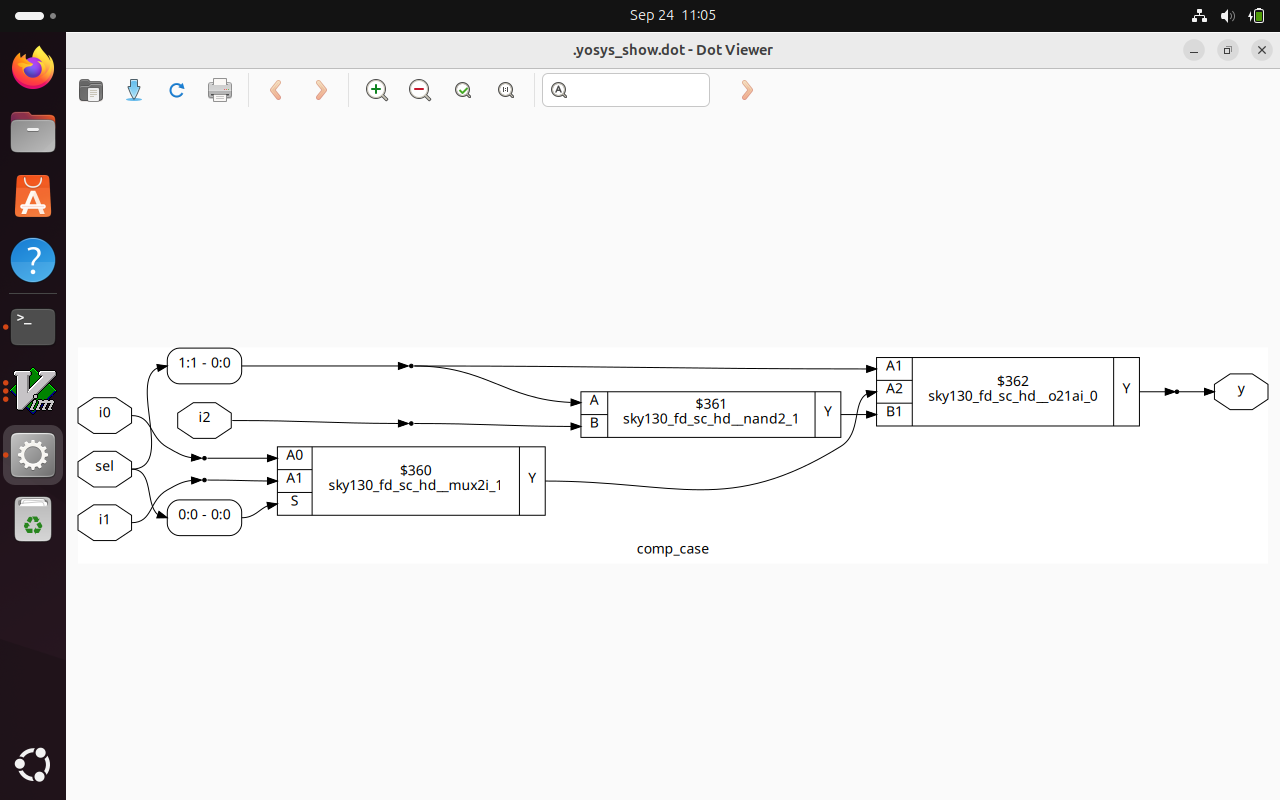 Sep 24 11:05
.yosys_show.dot - Dot Viewer
1:1 - 0:0
i0
i2
sel
i1
0:0 - 0:0
A0
A1
S
$360
sky130_fd_sc_hd__mux2i_1
Y
A
B
$361
sky130_fd_sc_hd__nand2_1
Y
A1
A2
B1
$362
sky130_fd_sc_hd__o21ai_0
Y
y
comp_case